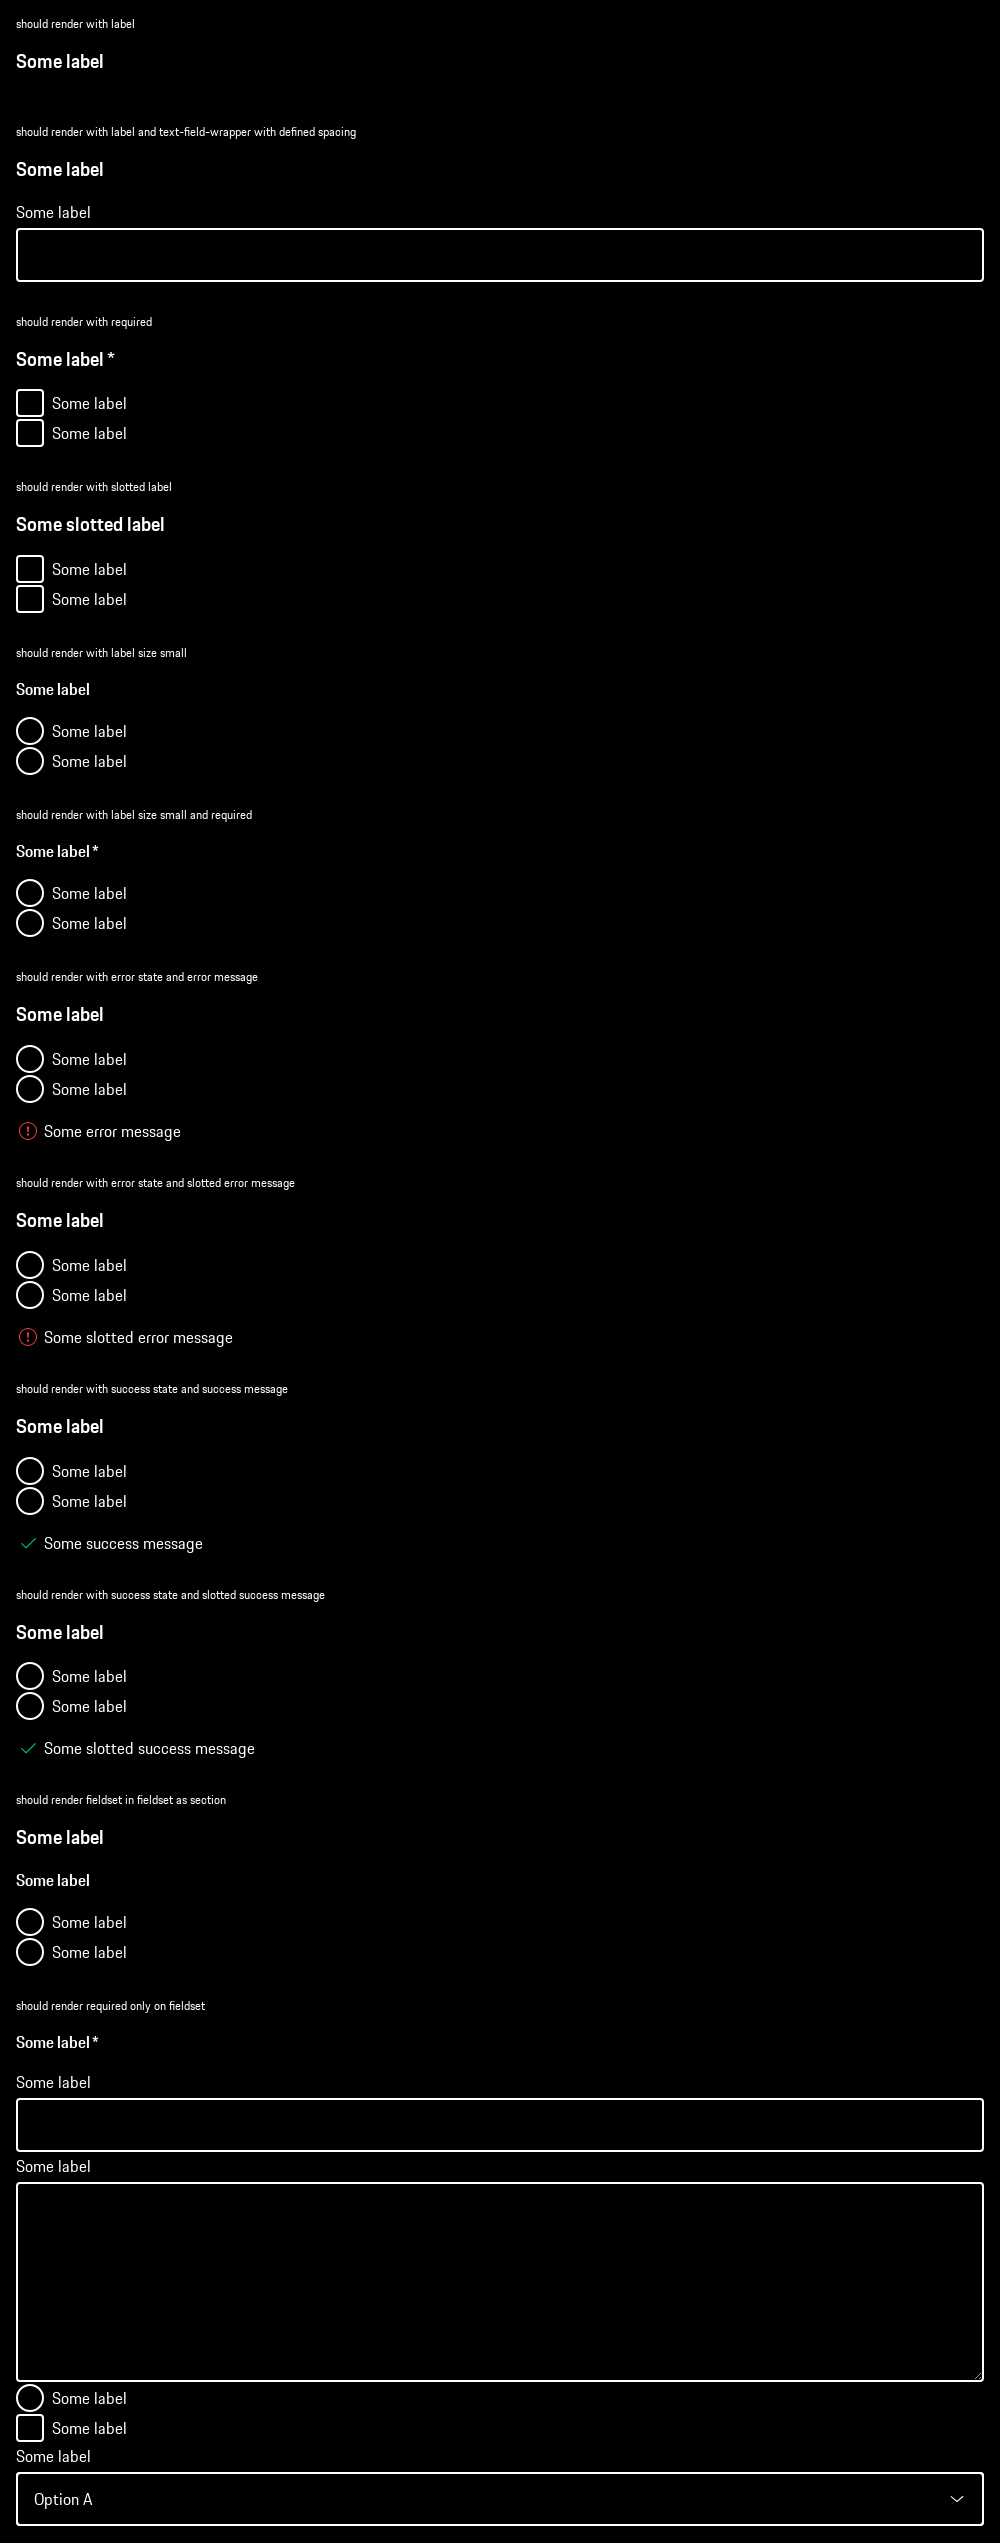 should render with label
Some label
should render with label and text-field-wrapper with defined spacing
Some label
Some label
should render with required
Some label *
Some label
Some label
should render with slotted label
Some slotted label
Some label
Some label
should render with label size small
Some label
Some label
Some label
should render with label size small and required
Some label *
Some label
Some label
should render with error state and error message
Some label
Some label
Some label
Some error message
should render with error state and slotted error message
Some label
Some label
Some label
Some slotted error message
should render with success state and success message
Some label
Some label
Some label
Some success message
should render with success state and slotted success message
Some label
Some label
Some label
Some slotted success message
should render fieldset in fieldset as section
Some label
Some label
Some label
Some label
should render required only on fieldset
Some label *
Some label
Some label
Some label
Some label
Some label
Option A